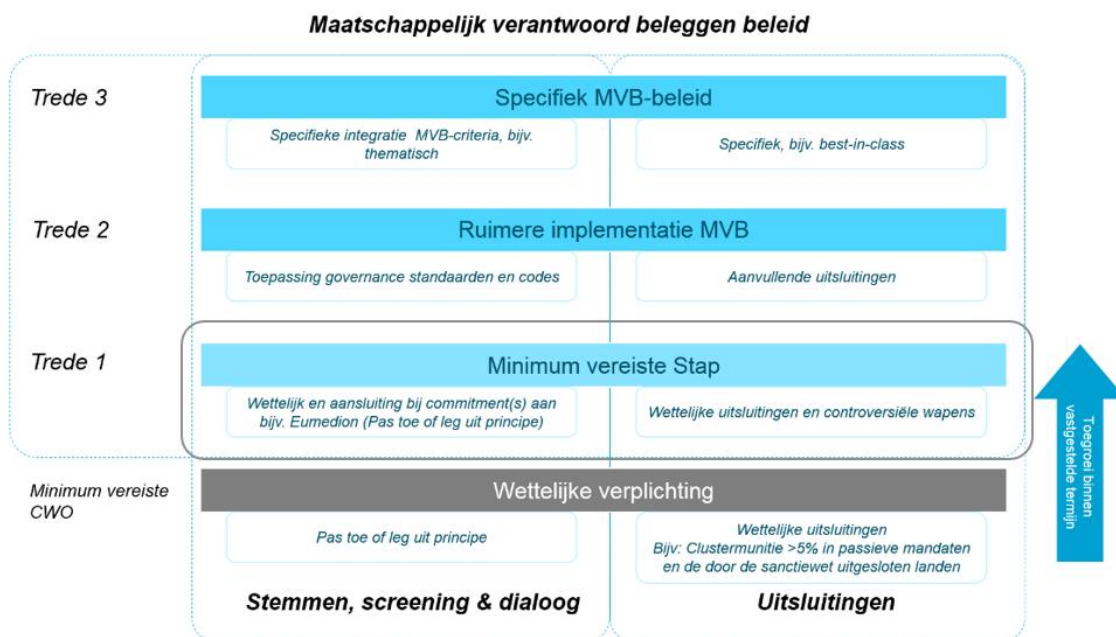 Maatschappelijk verantwoord beleggen beleid
Trede 3
Specifiek MVB-beleid
Specifieke integratie MVB-criteria, bijv.
thematisch
Specifiek, bijv. best-in-class
Trede 2
Ruimere implementatie MVB
Toepassing governance standaarden en codes
Aanvullende uitsluitingen
Trede 1
Minimum vereiste Stap
Wettelijk en aansluiting bij commitment(s) aan
bijv. Eumedion (Pas toe of leg uit principe)
Wettelijke uitsluitingen en controversiële wapens
Toegroei binnen
vastgestelde termijn
Minimum vereiste
CWO
Wettelijke verplichting
Pas toe of leg uit principe
Wettelijke uitsluitingen
Bijv: Clustermunitie >5% in passieve mandaten
en de door de sanctiewet uitgesloten landen
Stemmen, screening & dialoog
Uitsluitingen